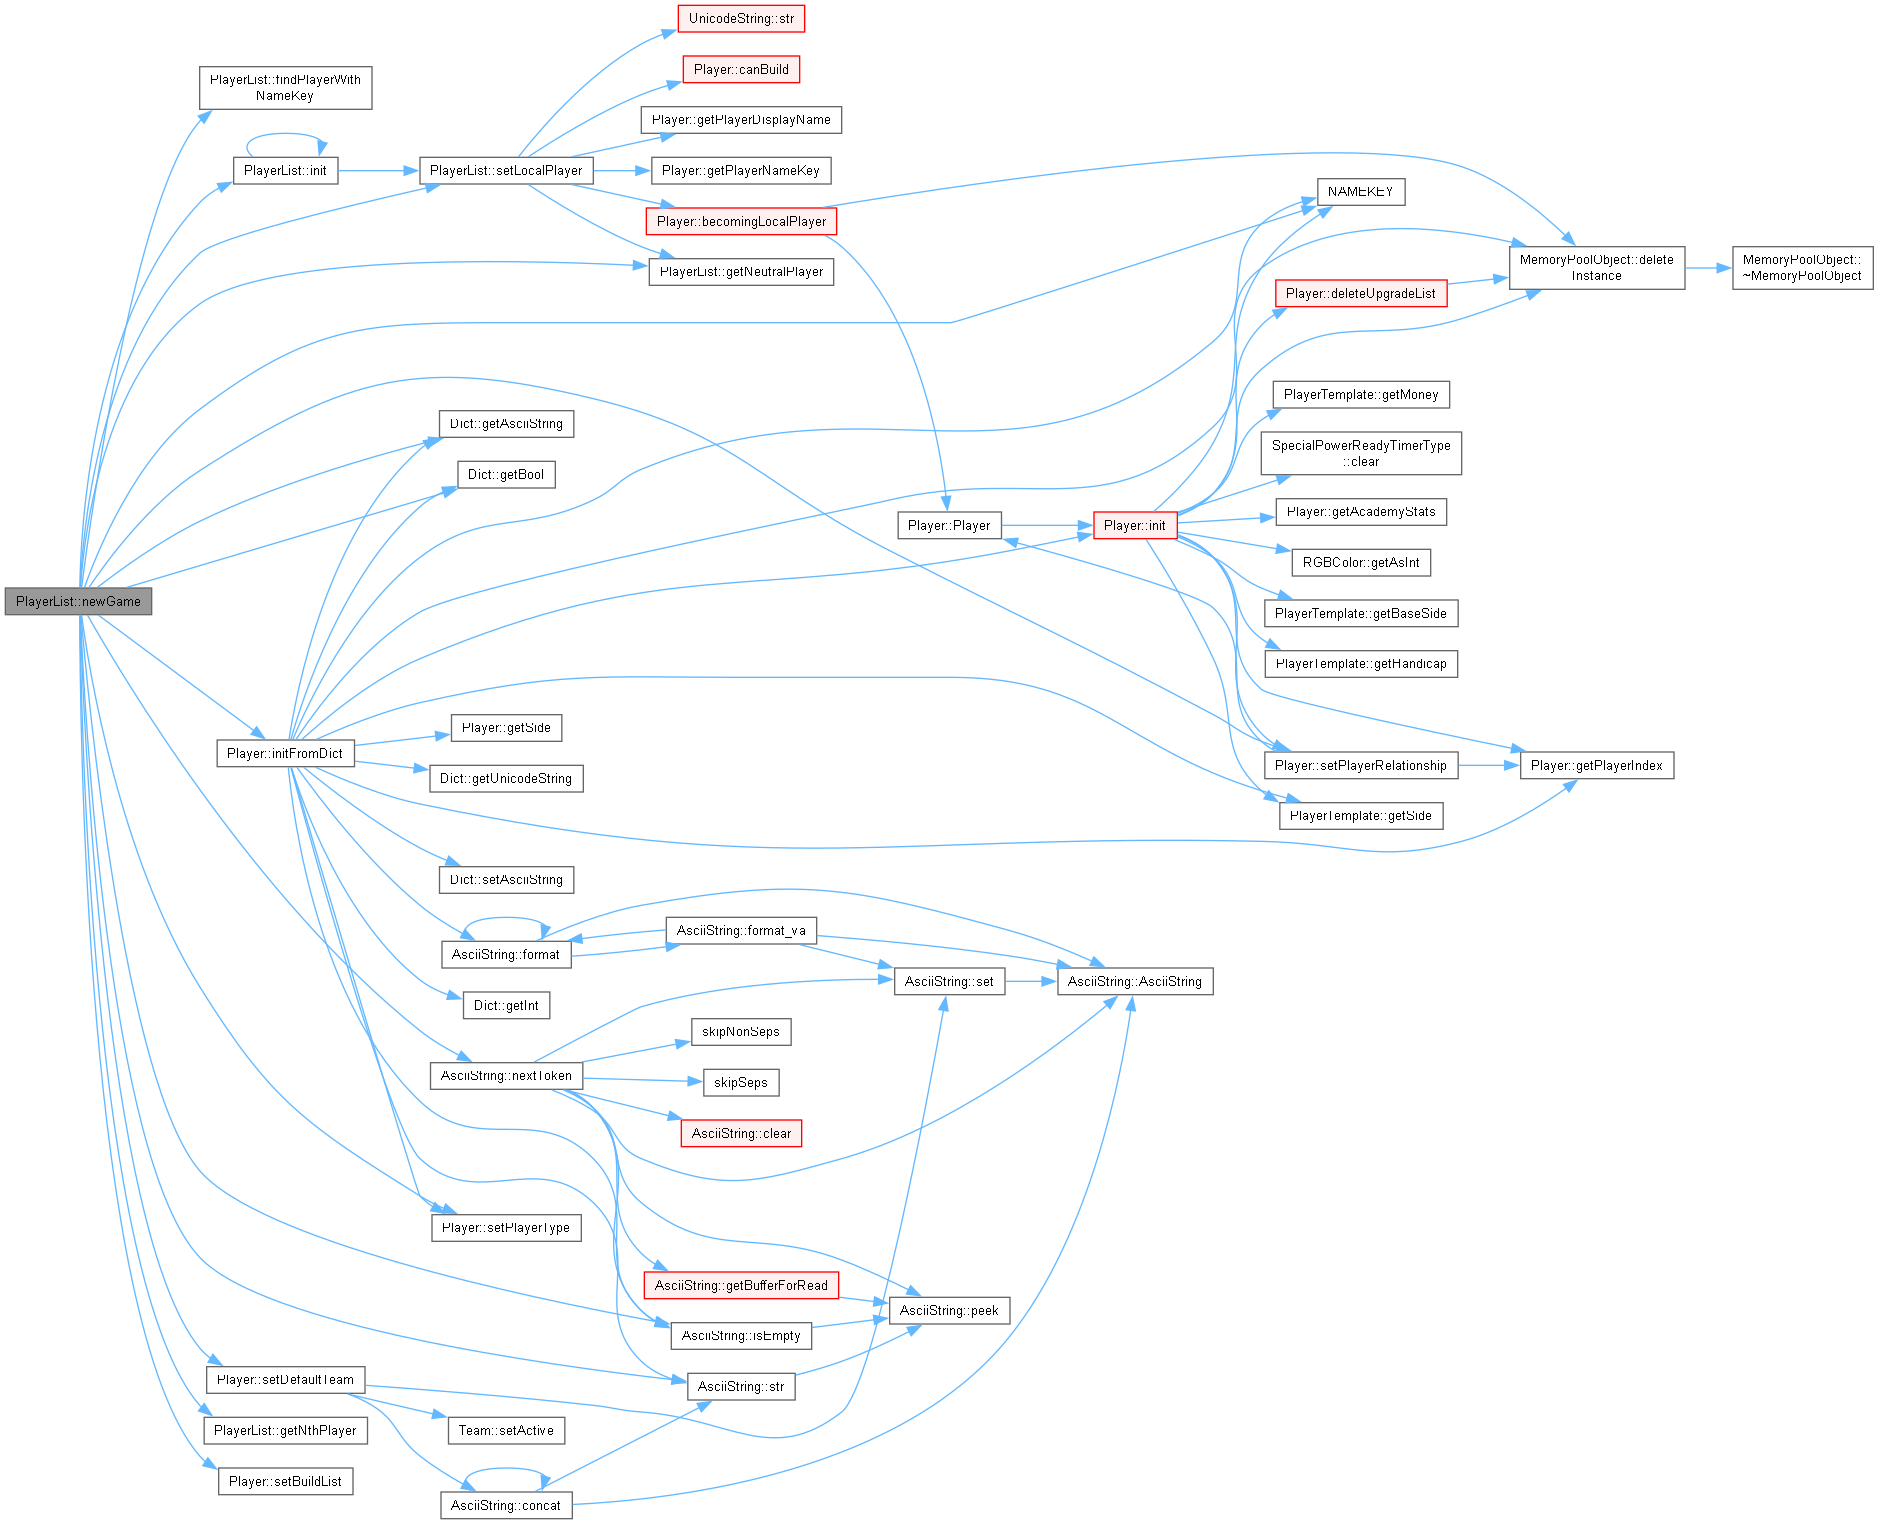 UnicodeString::str
Player::canBuild
PlayerList::findPlayerWith
NameKey
Player::getPlayerDisplayName
PlayerList::init
PlayerList::setLocalPlayer
Player::getPlayerNameKey
NAMEKEY
Player::becomingLocalPlayer
PlayerList::getNeutralPlayer
MemoryPoolObject::delete
Instance
MemoryPoolObject::
~MemoryPoolObject
Player::deleteUpgradeList
PlayerTemplate::getMoney
Dict::getAsciiString
SpecialPowerReadyTimerType
::clear
Dict::getBool
Player::getAcademyStats
Player::Player
Player::init
RGBColor::getAsInt
PlayerList::newGame
PlayerTemplate::getBaseSide
PlayerTemplate::getHandicap
Player::getSide
Player::initFromDict
Player::setPlayerRelationship
Player::getPlayerIndex
Dict::getUnicodeString
PlayerTemplate::getSide
Dict::setAsciiString
AsciiString::format_va
AsciiString::format
AsciiString::set
AsciiString::AsciiString
Dict::getInt
skipNonSeps
AsciiString::nextToken
skipSeps
AsciiString::clear
Player::setPlayerType
AsciiString::getBufferForRead
AsciiString::peek
AsciiString::isEmpty
Player::setDefaultTeam
AsciiString::str
PlayerList::getNthPlayer
Team::setActive
Player::setBuildList
AsciiString::concat